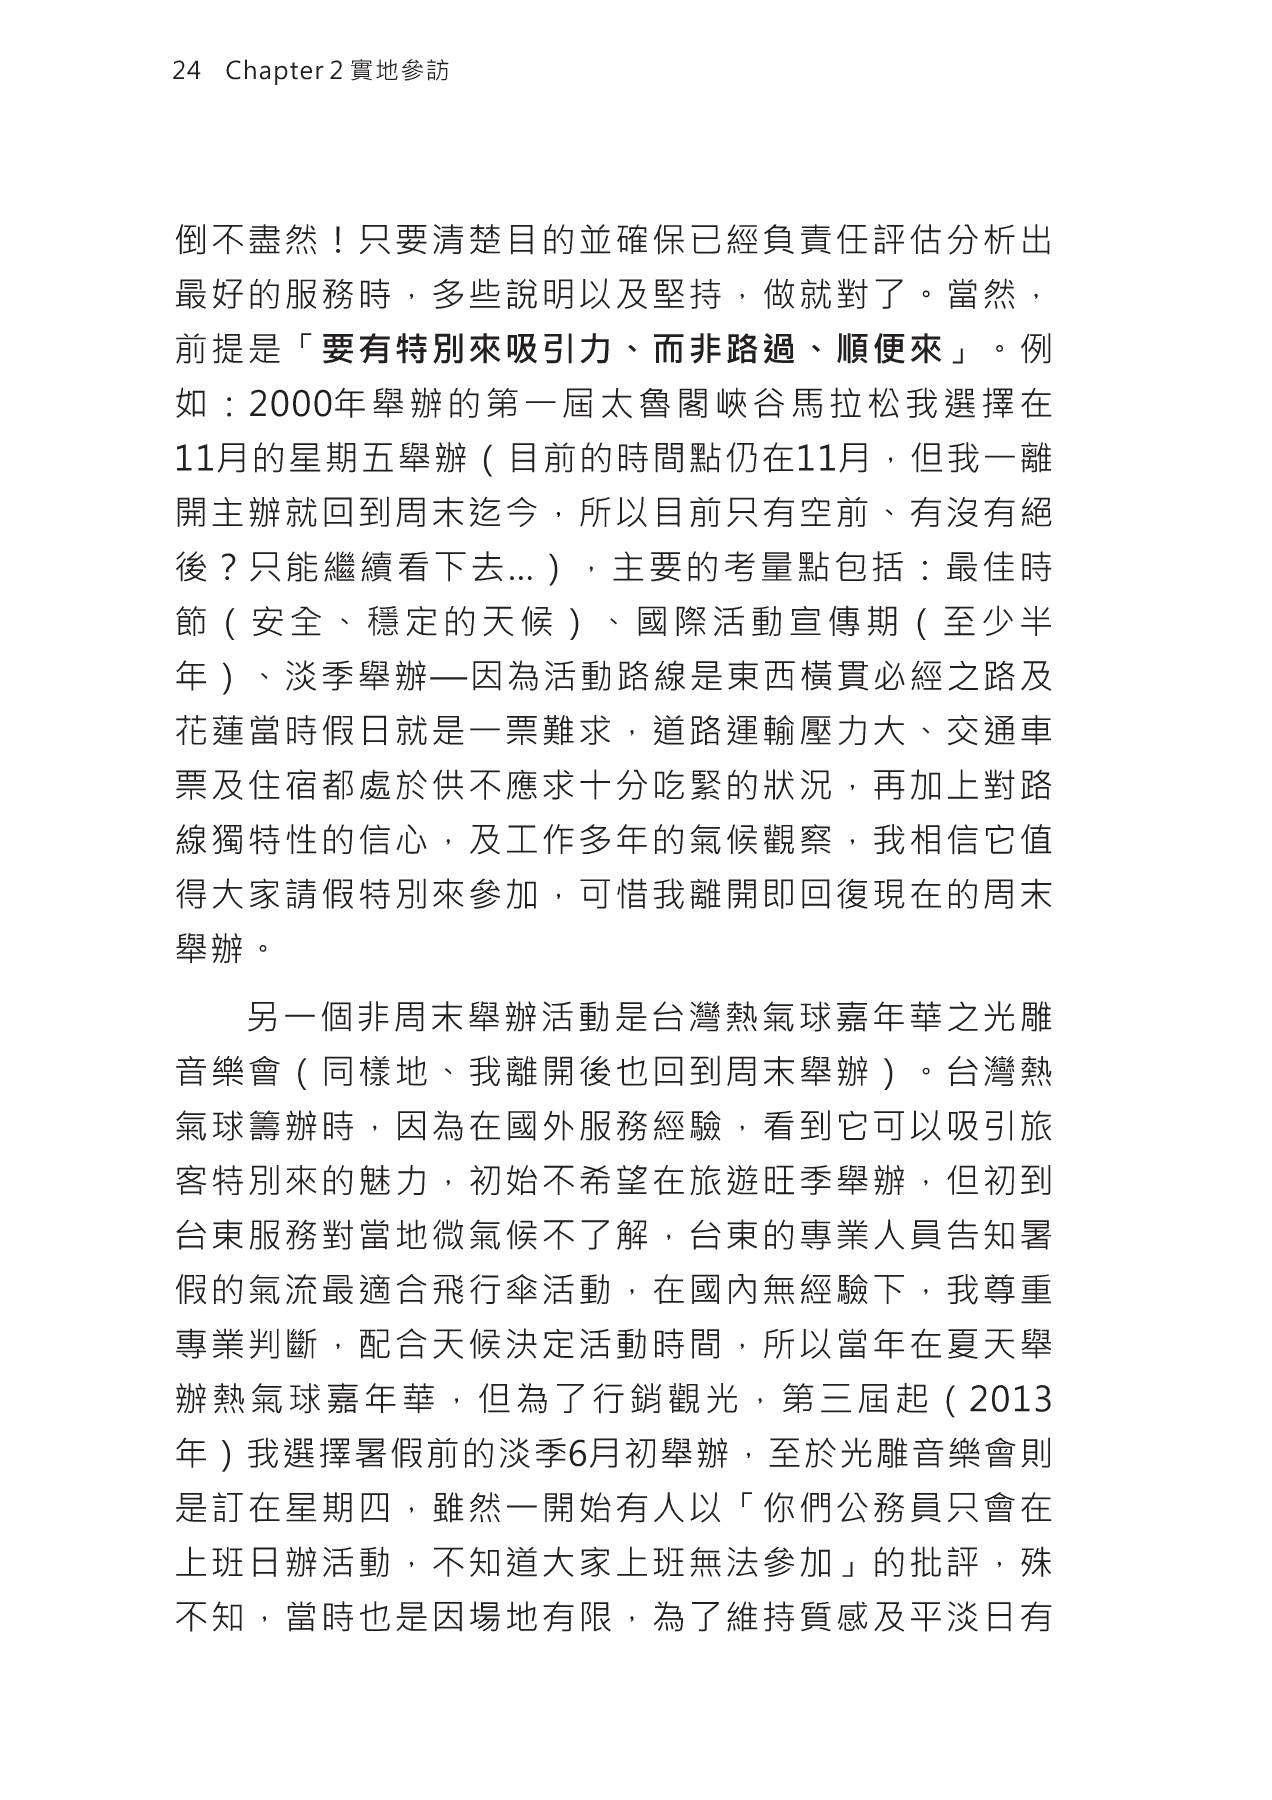 24 Chapter 2 實地參訪
倒不盡然！只要清楚目的並確保已經負責任評估分析出
最好的服務時，多些說明以及堅持，做就對了。當然，
前提是「要有特別來吸引力、而非路過、順便來」。例
如：2000年舉辦的第一屆太魯閣峽谷馬拉松我選擇在
11月的星期五舉辦（目前的時間點仍在11月，但我一離
開主辦就回到周末迄今，所以目前只有空前、有沒有絕
後？只能繼續看下去...），主要的考量點包括：最佳時
節（安全、穩定的天候）、國際活動宣傳期（至少半
年）、淡季舉辦—因為活動路線是東西橫貫必經之路及
花蓮當時假日就是一票難求，道路運輸壓力大、交通車
票及住宿都處於供不應求十分吃緊的狀況，再加上對路
線獨特性的信心，及工作多年的氣候觀察，我相信它值
得大家請假特別來參加，可惜我離開即回復現在的周末
舉辦。
另一個非周末舉辦活動是台灣熱氣球嘉年華之光雕
音樂會（同樣地、我離開後也回到周末舉辦）。台灣熱
氣球籌辦時，因為在國外服務經驗，看到它可以吸引旅
客特別來的魅力，初始不希望在旅遊旺季舉辦，但初到
台東服務對當地微氣候不了解，台東的專業人員告知暑
假的氣流最適合飛行傘活動，在國內無經驗下，我尊重
專業判斷，配合天候決定活動時間，所以當年在夏天舉
辦熱氣球嘉年華，但為了行銷觀光，第三屆起（2013
年）我選擇暑假前的淡季6月初舉辦，至於光雕音樂會則
是訂在星期四，雖然一開始有人以「你們公務員只會在
上班日辦活動，不知道大家上班無法參加」的批評，殊
不知，當時也是因場地有限，為了維持質感及平淡日有